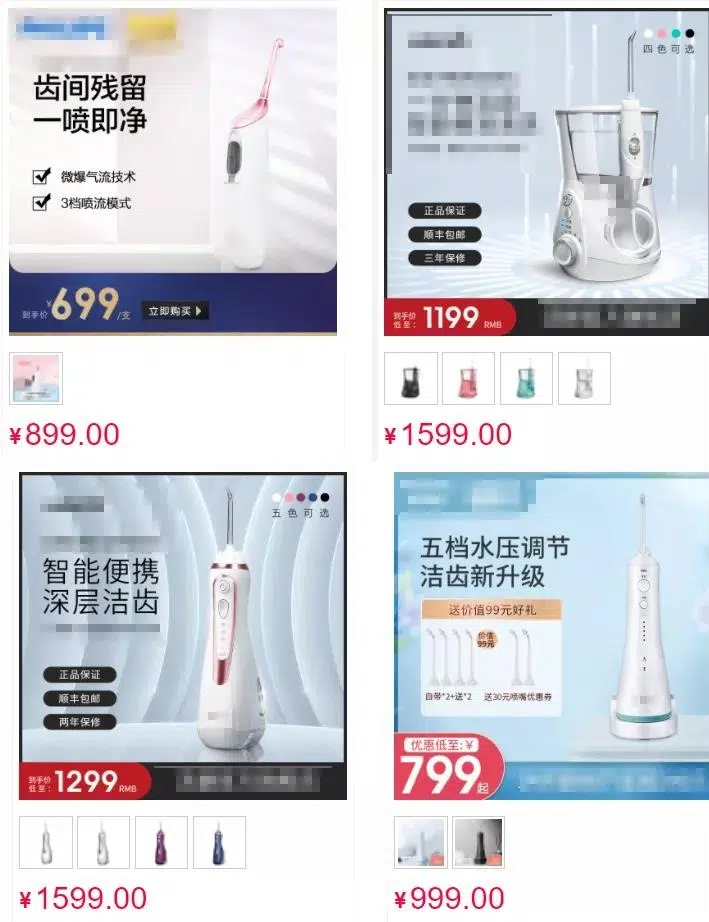 齿间残留
一喷即净
微爆气流技术
3档喷流模式
到手价
¥699/支
立即购买
¥899.00
四色可选
正品保证
顺丰包邮
三年保修
到手价
低至:
1199RMB
¥1599.00
五色可选
智能便携
深层洁齿
正品保证
顺丰包邮
两年保修
到手价
低至:
1299RMB
¥1599.00
五档水压调节
洁齿新升级
送价值99元好礼
价值
99元
自带*2+送*2
送30元喷嘴优惠券
优惠低至:¥
799起
¥999.00